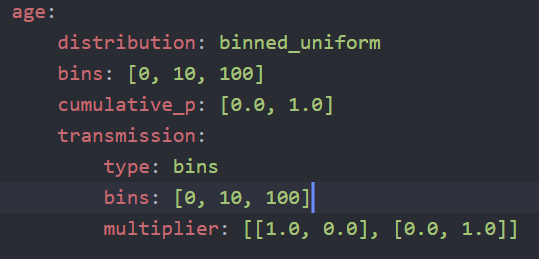 age:
    distribution: binned_uniform
    bins: [0, 10, 100]
    cumulative_p: [0.0, 1.0]
    transmission:
        type: bins
        bins: [0, 10, 100]
        multiplier: [[1.0, 0.0], [0.0, 1.0]]